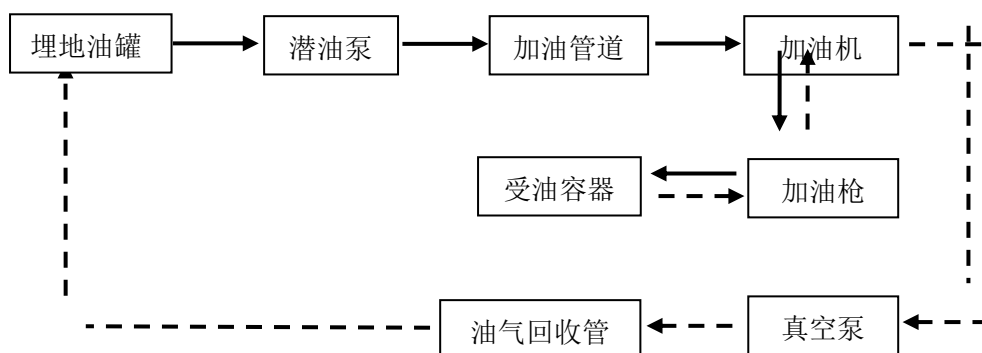 埋地油罐
潜油泵
加油管道
加油机
受油容器
加油枪
油气回收管
真空泵